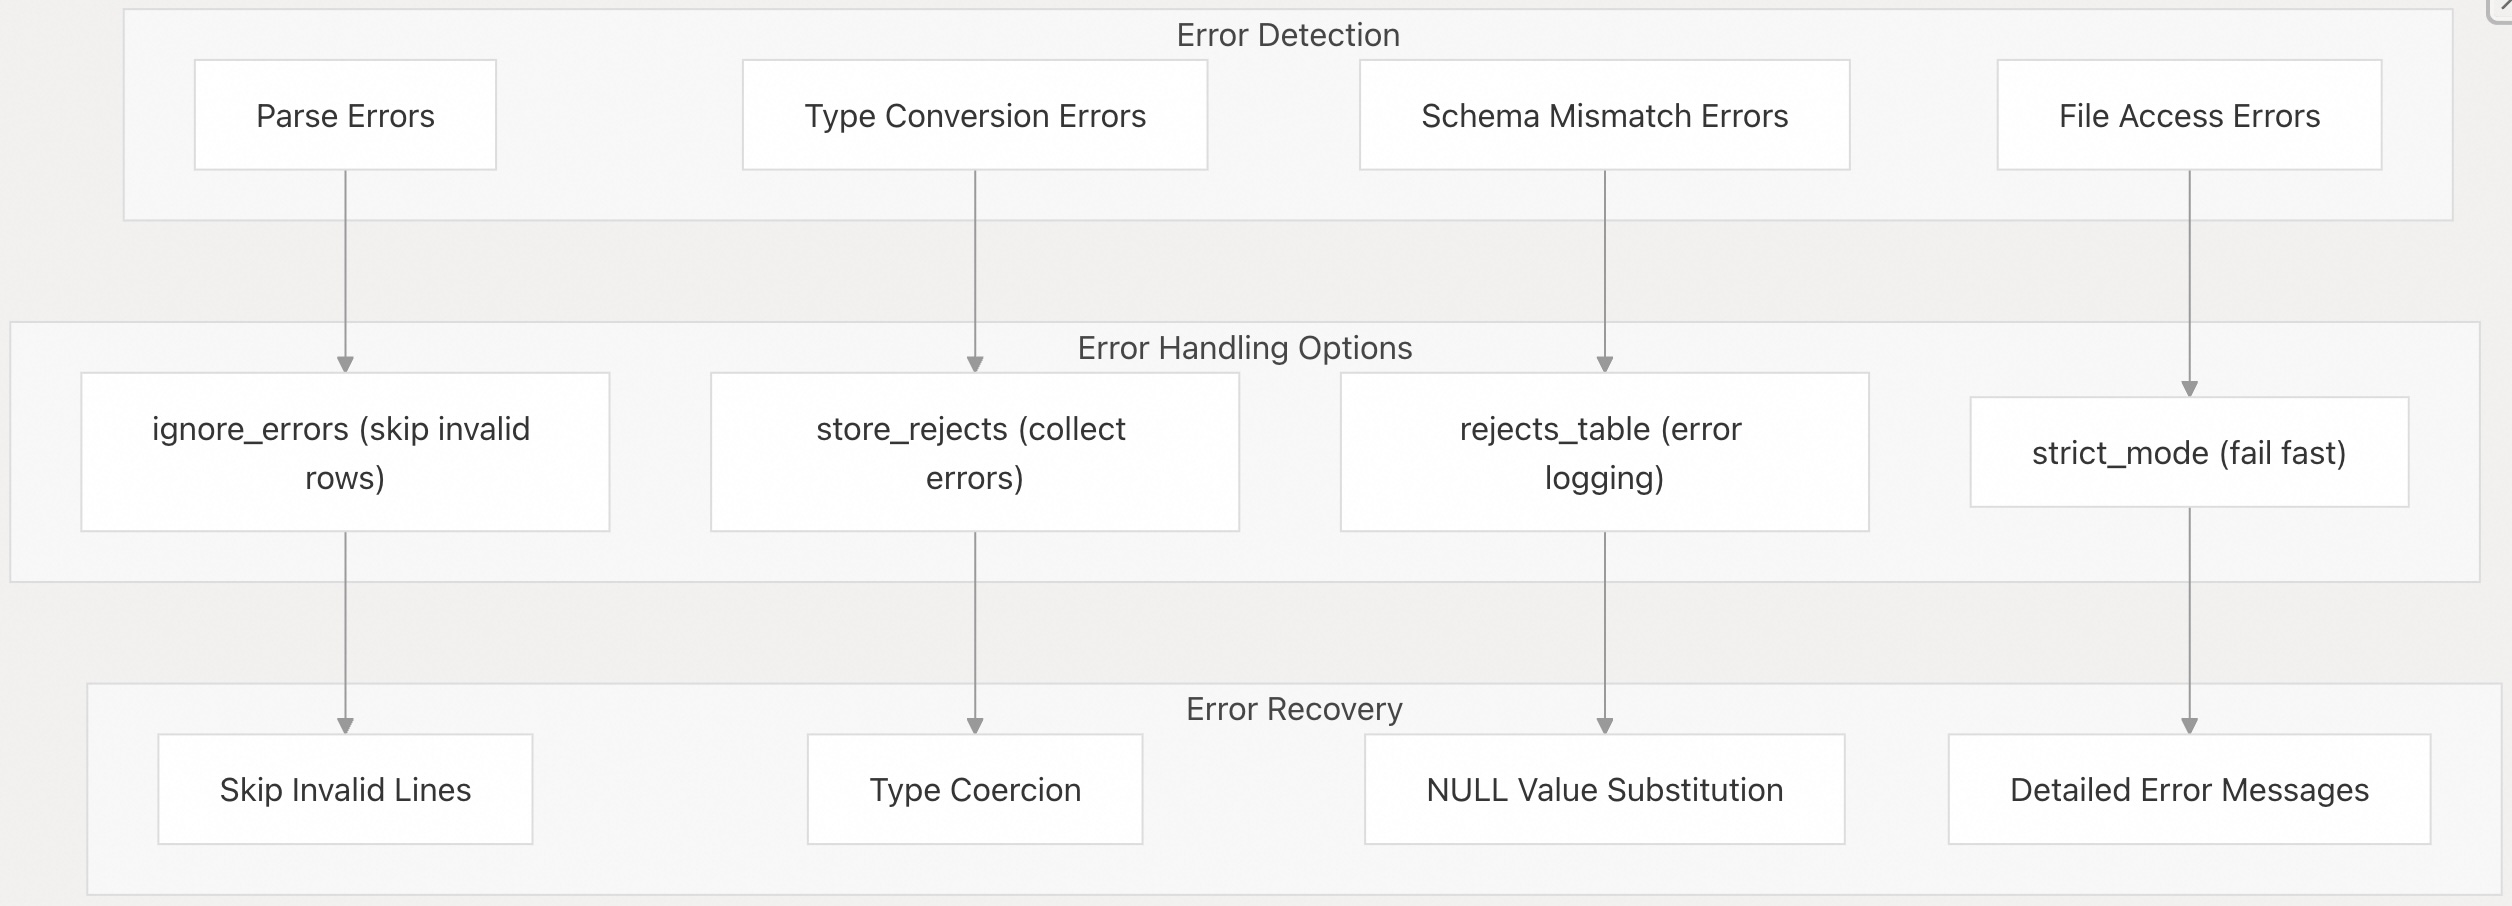 Error Detection
Parse Errors
Type Conversion Errors
Schema Mismatch Errors
File Access Errors
Error Handling Options
ignore_errors (skip invalid
rows)
store_rejects (collect
errors)
rejects_table (error
logging)
strict_mode (fail fast)
Error Recovery
Skip Invalid Lines
Type Coercion
NULL Value Substitution
Detailed Error Messages